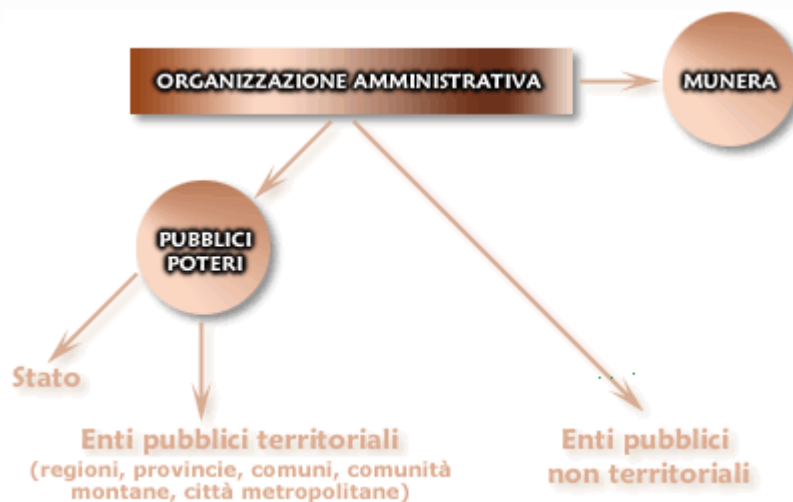 ORGANIZZAZIONE AMMINISTRATIVA
MUNERA
PUBBLICI
POTERI
Stato
Enti pubblici territoriali
(regioni, provincie, comuni, comunità
montane, città metropolitane)
Enti pubblici
non territoriali